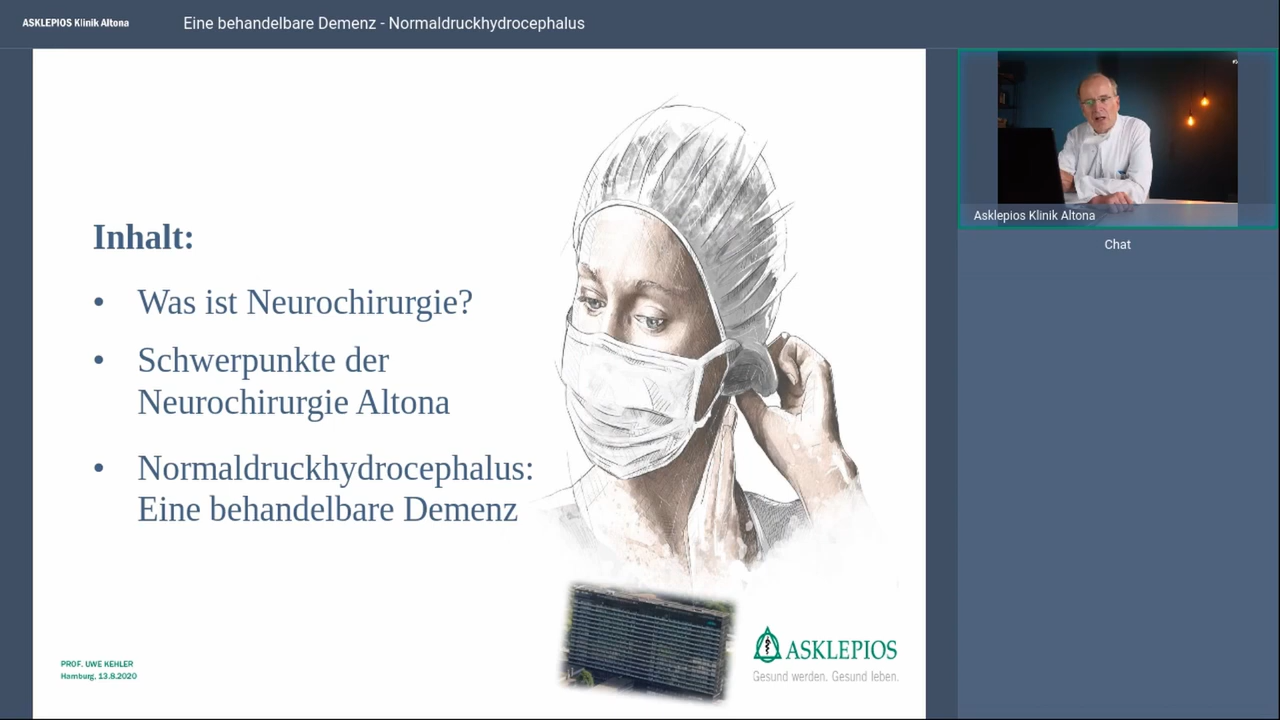 ASKLEPIOS Klinik Altona
Eine behandelbare Demenz - Normaldruckhydrocephalus
Inhalt:
• Was ist Neurochirurgie?
• Schwerpunkte der
Neurochirurgie Altona
• Normaldruckhydrocephalus:
Eine behandelbare Demenz
PROF. UWE KEHLER
Hamburg, 13.8.2020
ASKLEPIOS
Gesund werden. Gesund leben.
Asklepios Klinik Altona
Chat